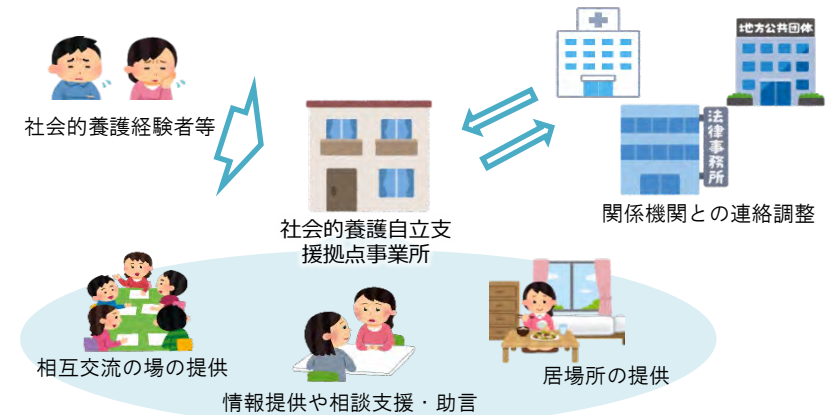 地方公共団体
社会的養護経験者等
法律事務所
関係機関との連絡調整
社会的養護自立支
援拠点事業所
相互交流の場の提供
居場所の提供
情報提供や相談支援・助言